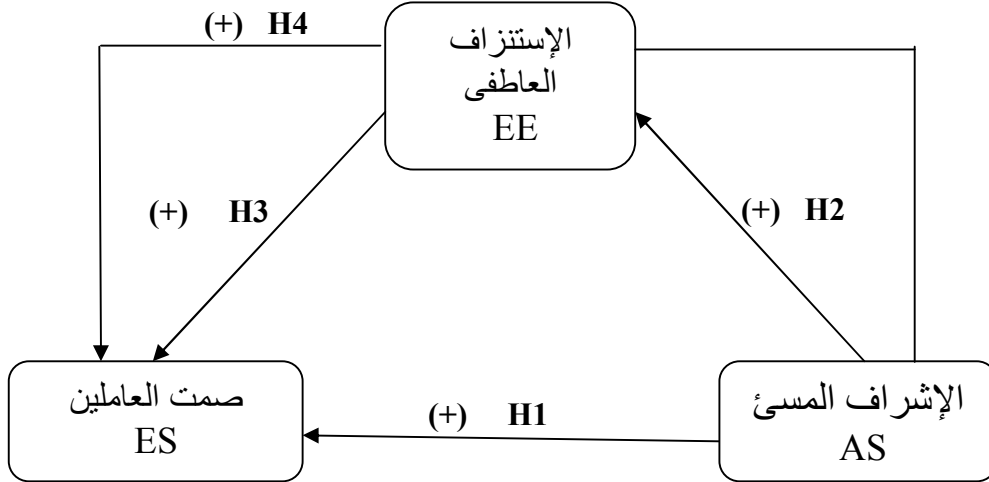 (+) H4
الإستنزاف
العاطفى
EE
(+) H3
(+) H2
صمت العاملين
ES
(+) H1
الإشراف المسئ
AS